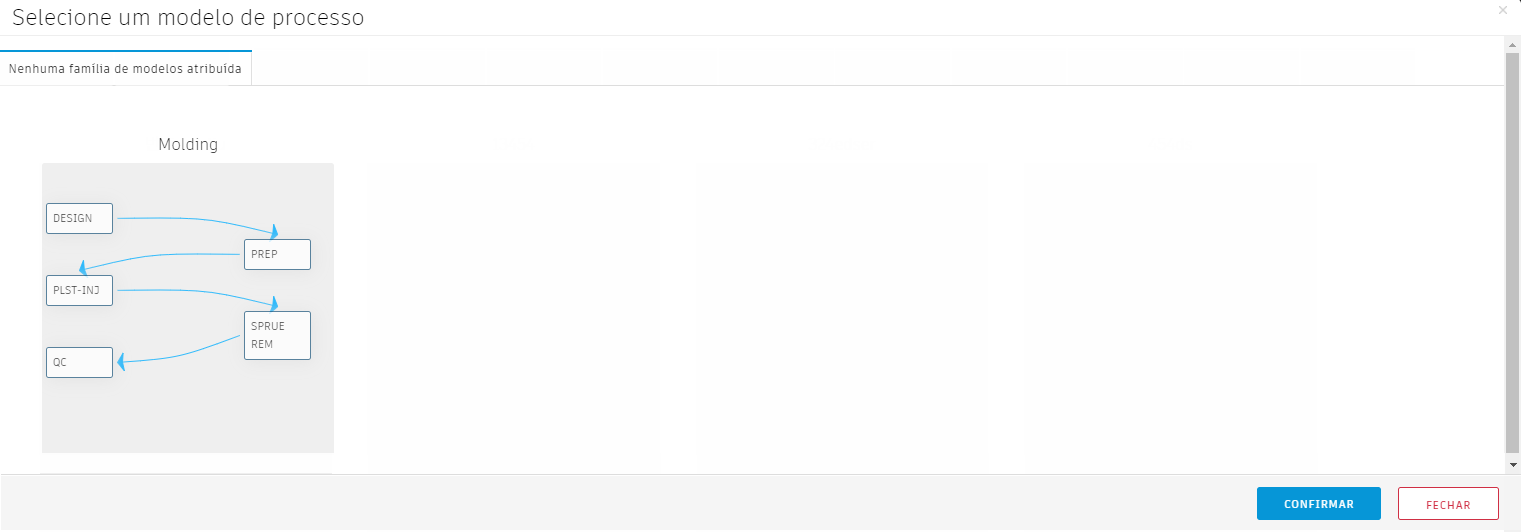 Selecione um modelo de processo
Nenhuma família de modelos atribuída
Molding
DESIGN
PREP
PLST-INJ
SPRUE
REM
QC
CONFIRMAR
FECHAR